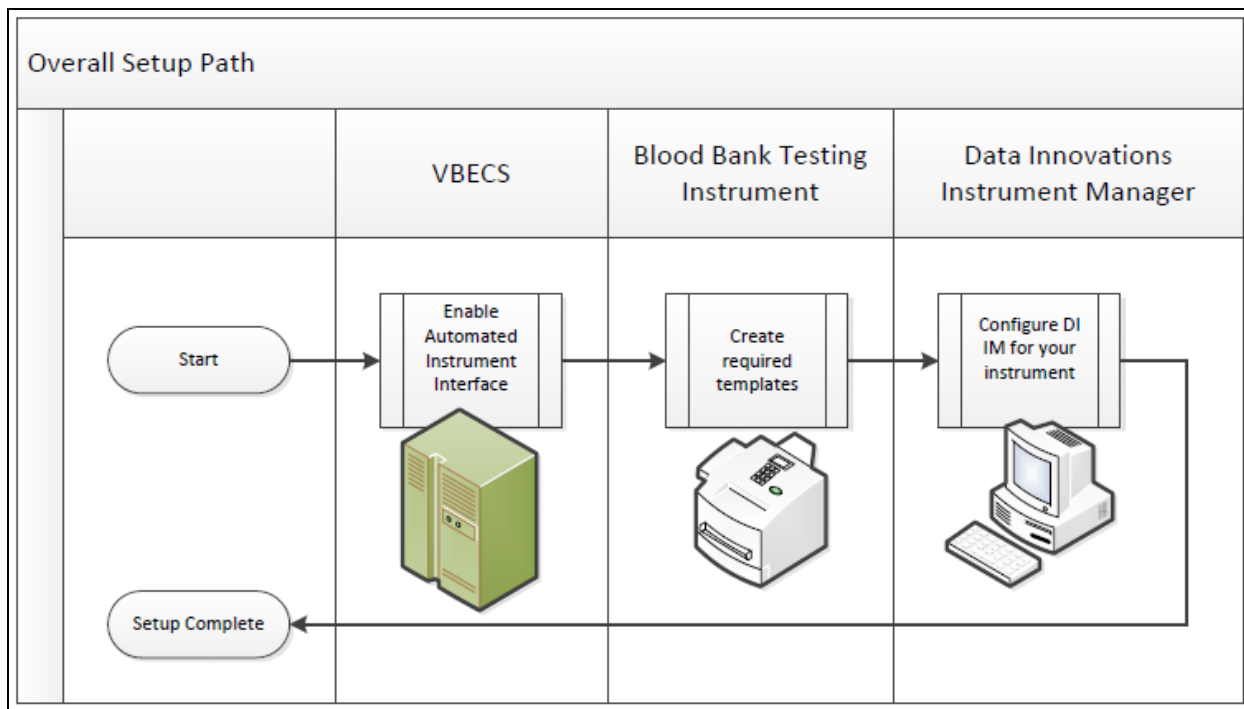 Overall Setup Path
VBECS
Blood Bank Testing
Instrument
Data Innovations
Instrument Manager
Start
Enable
Automated
Instrument
Interface
Create
required
templates
Configure DI
IM for your
instrument
Setup Complete